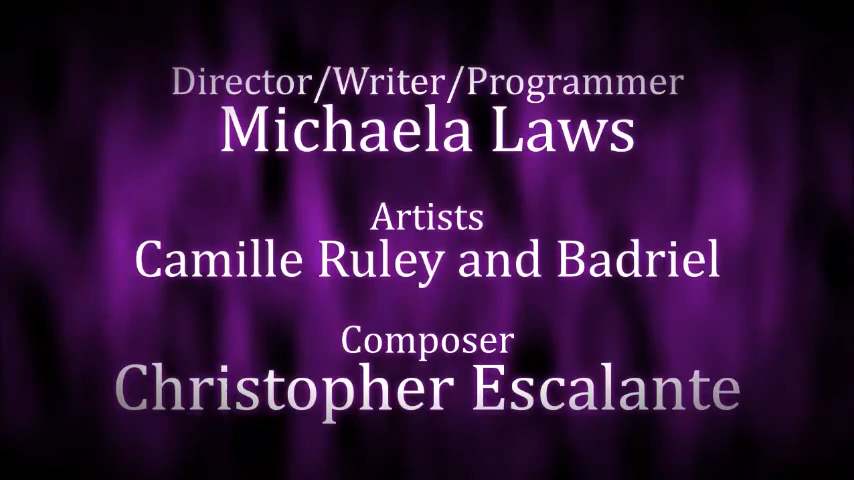 Director/Writer/Programmer
Michaela Laws
Artists
Camille Ruley and Badriel
Composer
Christopher Escalante